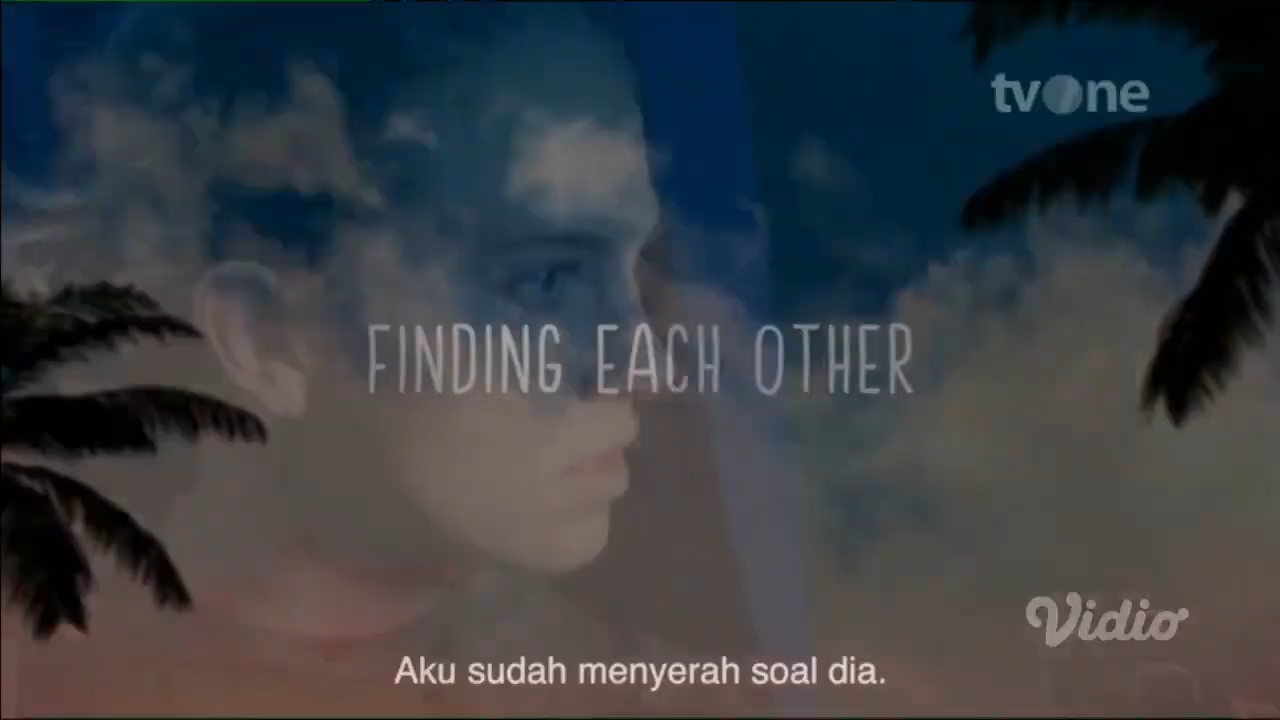 tvOne
FINDING EACH OTHER
Vidio
Aku sudah menyerah soal dia.